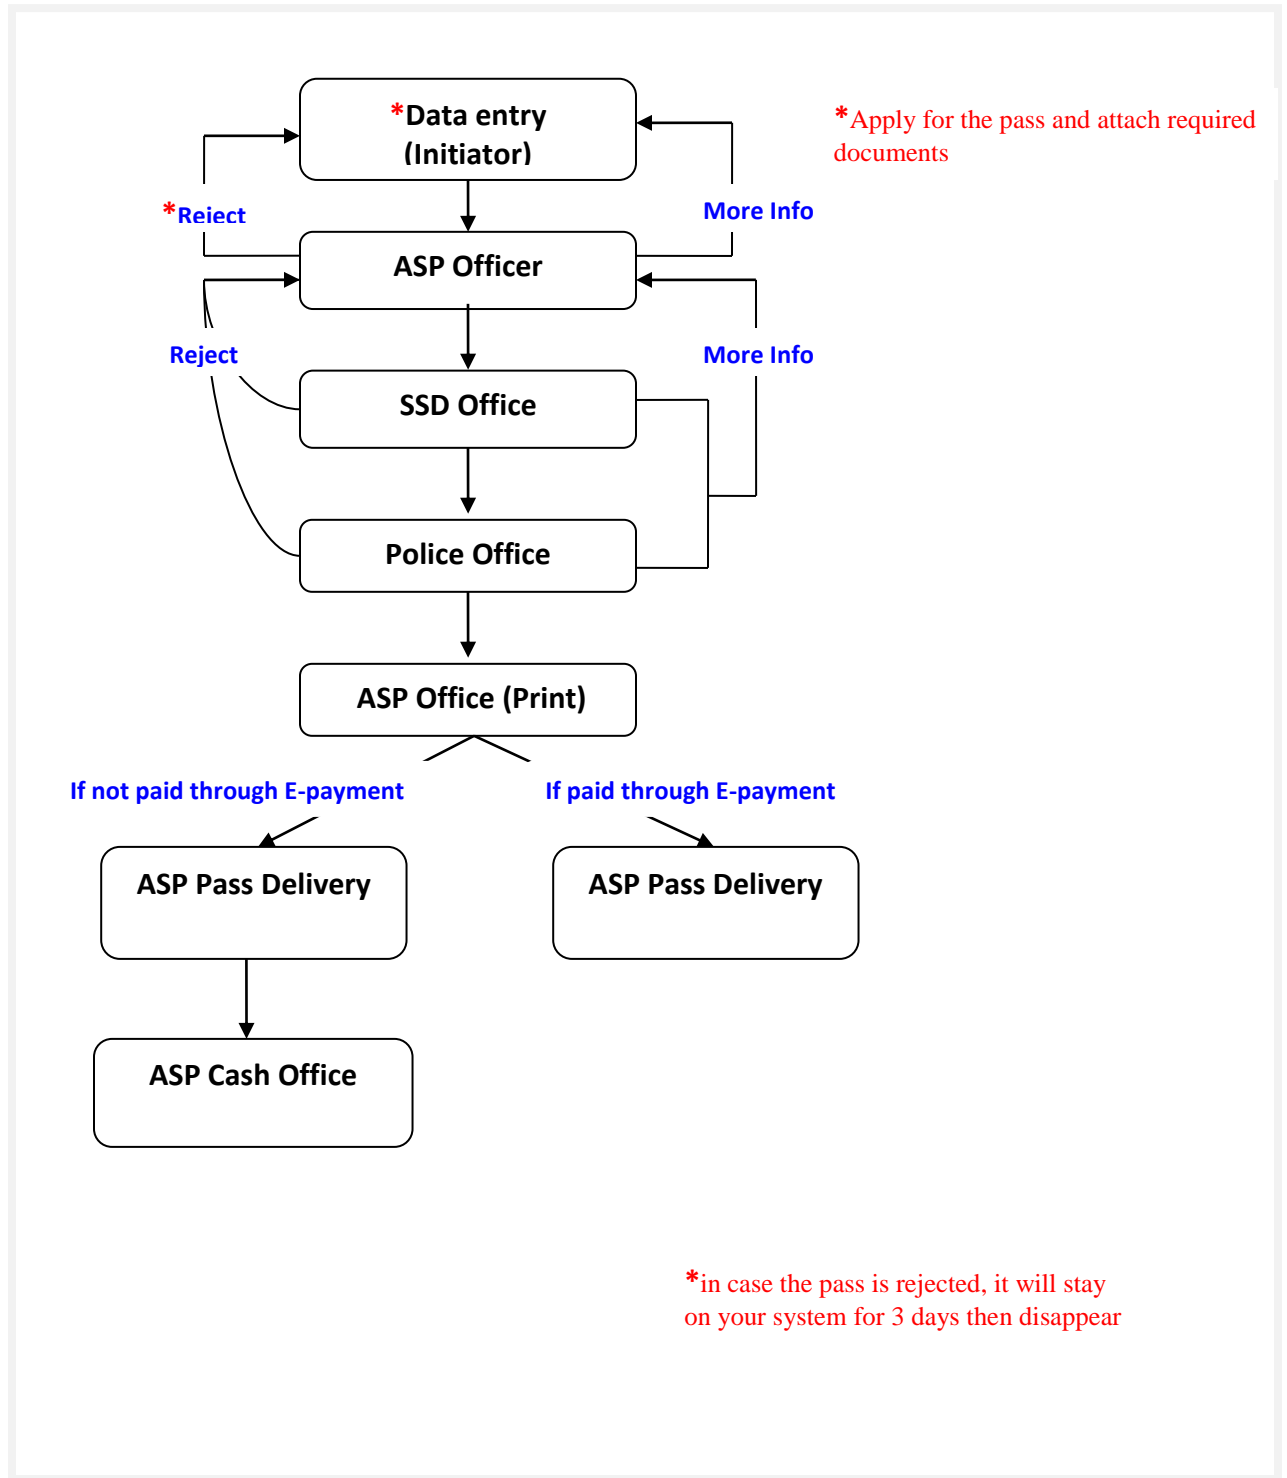 *Data entry
(Initiator)
*Apply for the pass and attach required
documents
*Reject
More Info
ASP Officer
Reject
More Info
SSD Office
Police Office
ASP Office (Print)
If not paid through E-payment
If paid through E-payment
ASP Pass Delivery
ASP Pass Delivery
ASP Cash Office
*in case the pass is rejected, it will stay
on your system for 3 days then disappear